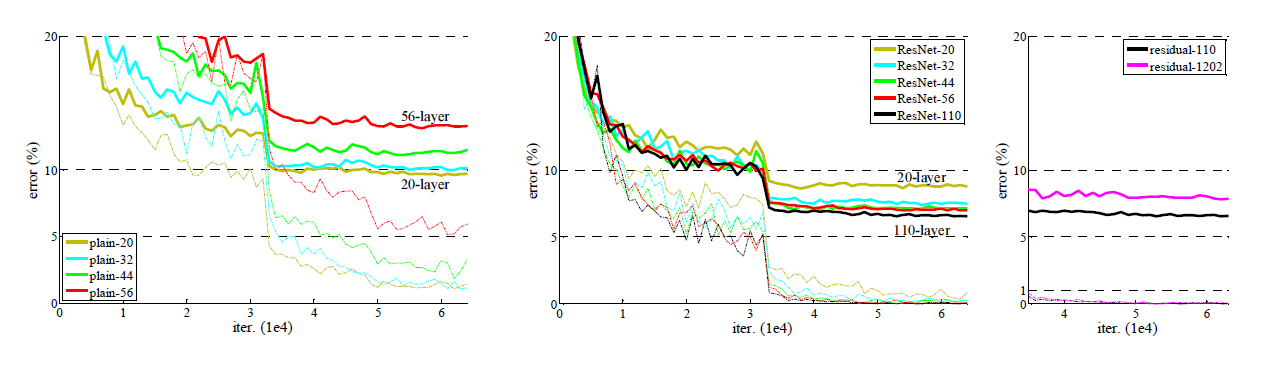 20
10
5
0
0
1
2
3
4
5
6
error (%)
iter. (1e4)
56-layer
20-layer
plain-20
plain-32
plain-44
plain-56
20
10
5
0
0
1
2
3
4
5
6
error (%)
iter. (1e4)
ResNet-20
ResNet-32
ResNet-44
ResNet-56
ResNet-110
20-layer
110-layer
20
10
5
1
0
4
5
6
error (%)
iter. (1e4)
residual-110
residual-1202